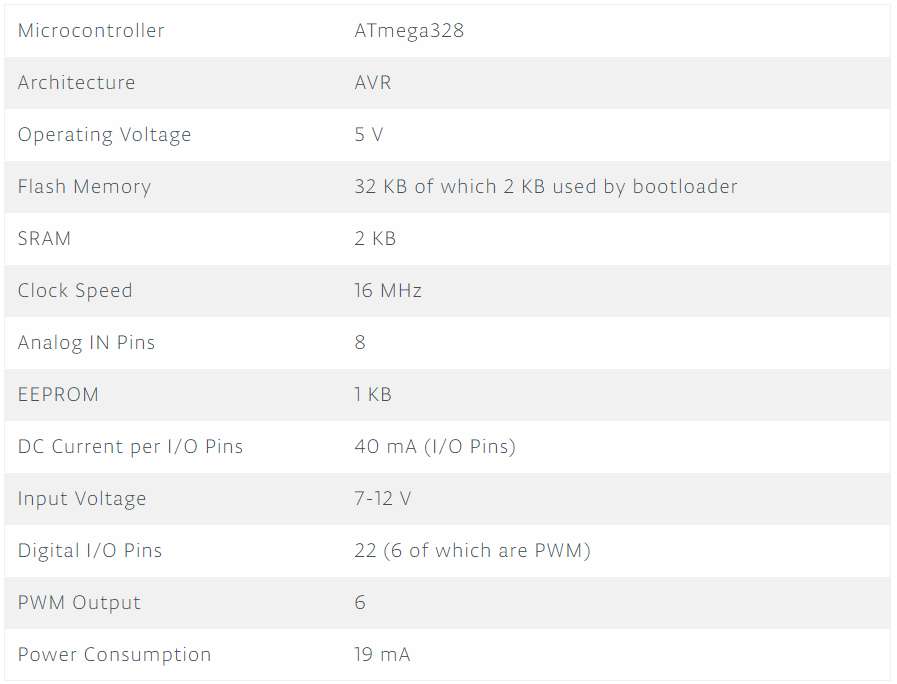 Microcontroller ATmega328
Architecture AVR
Operating Voltage 5 V
Flash Memory 32 KB of which 2 KB used by bootloader
SRAM 2 KB
Clock Speed 16 MHz
Analog IN Pins 8
EEPROM 1 KB
DC Current per I/O Pins 40 mA (I/O Pins)
Input Voltage 7-12 V
Digital I/O Pins 22 (6 of which are PWM)
PWM Output 6
Power Consumption 19 mA